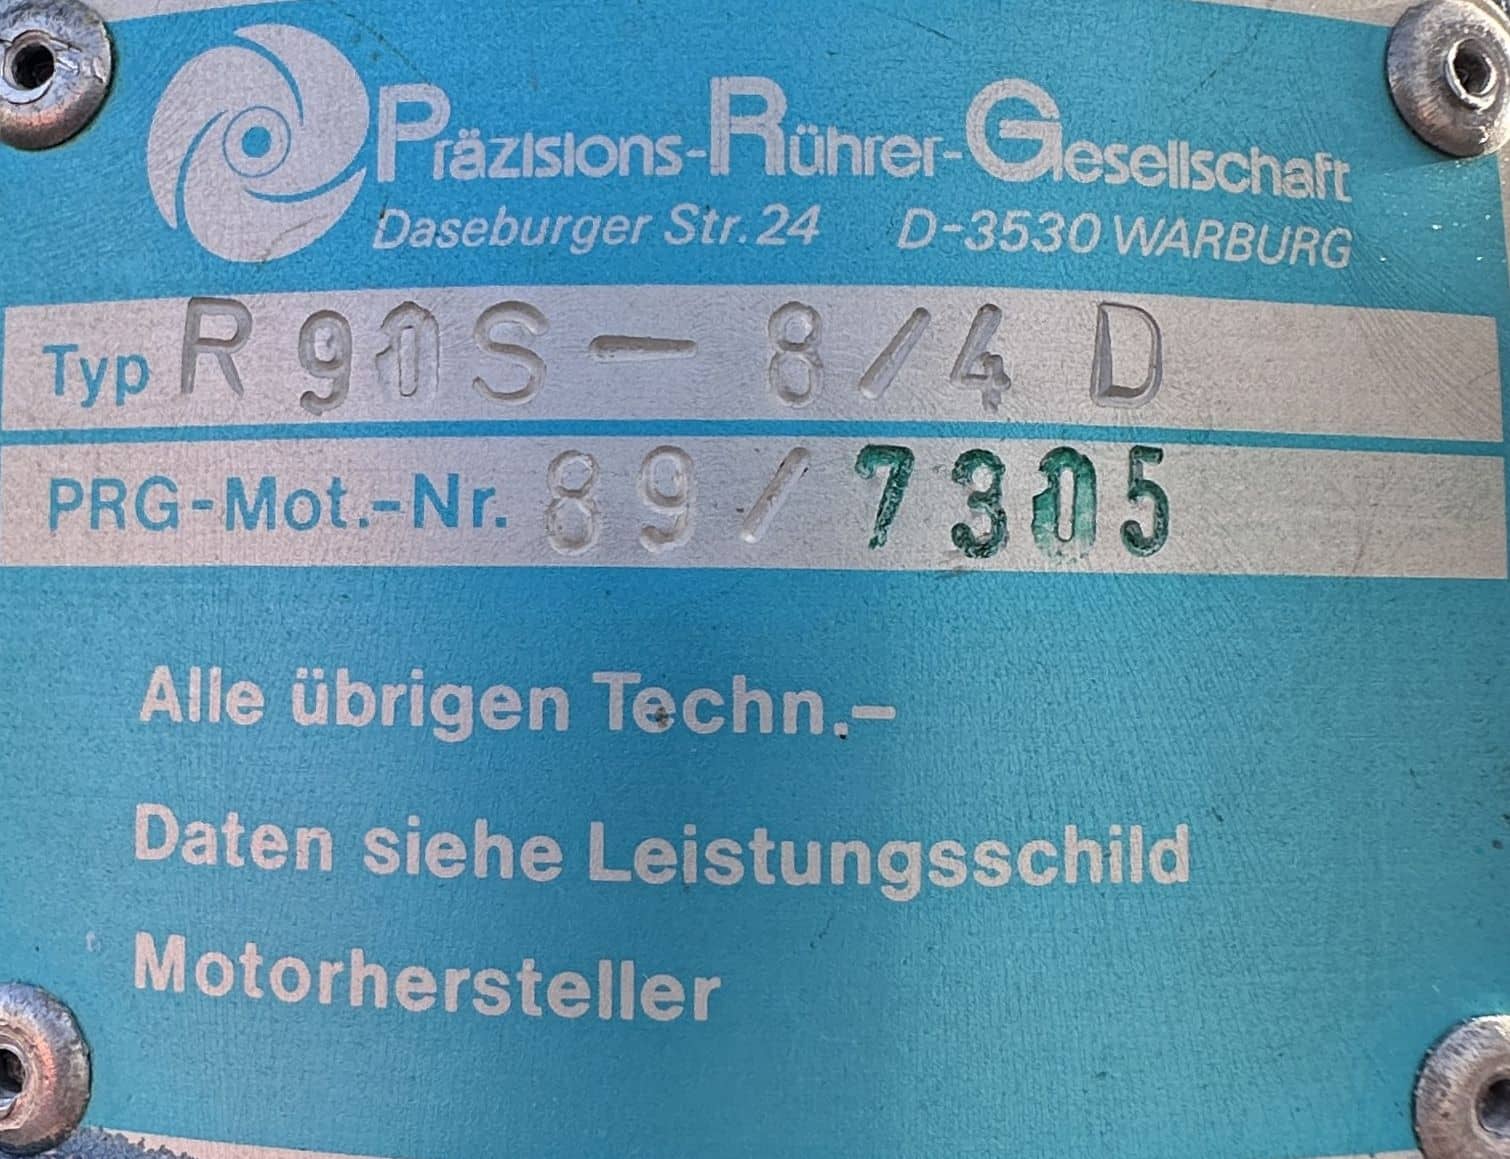 Präzisions-Rührer-Gesellschaft
Daseburger Str. 24 D-3530 WARBURG
Typ R 90 S - 8/4 D
PRG-Mot.-Nr. 89/7305
Alle übrigen Techn.-
Daten siehe Leistungsschild
Motorhersteller